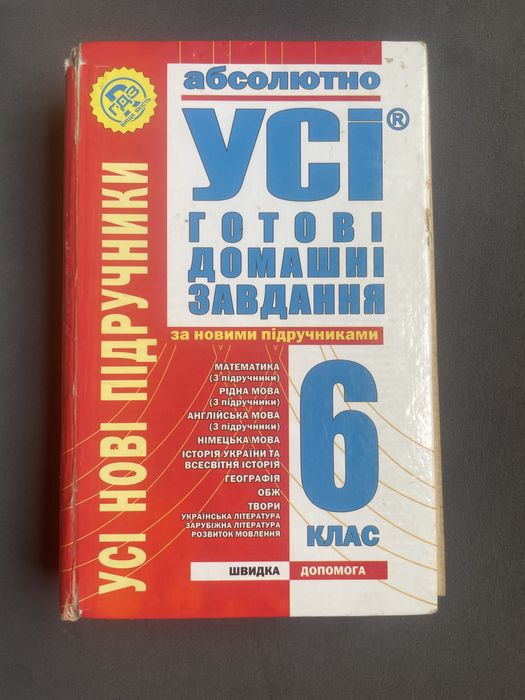 ГДЗ
ВИЩА ЯКІСТЬ
УСІ НОВІ ПІДРУЧНИКИ
абсолютно
УСІ®
ГОТОВІ
ДОМАШНІ
ЗАВДАННЯ
за новими підручниками
МАТЕМАТИКА
(3 підручники)
РІДНА МОВА
(3 підручники)
АНГЛІЙСЬКА МОВА
(3 підручники)
НІМЕЦЬКА МОВА
ІСТОРІЯ УКРАЇНИ ТА
ВСЕСВІТНЯ ІСТОРІЯ
ГЕОГРАФІЯ
ОБЖ
ТВОРИ
УКРАЇНСЬКА ЛІТЕРАТУРА
ЗАРУБІЖНА ЛІТЕРАТУРА
РОЗВИТОК МОВЛЕННЯ
6
КЛАС
ШВИДКА ДОПОМОГА